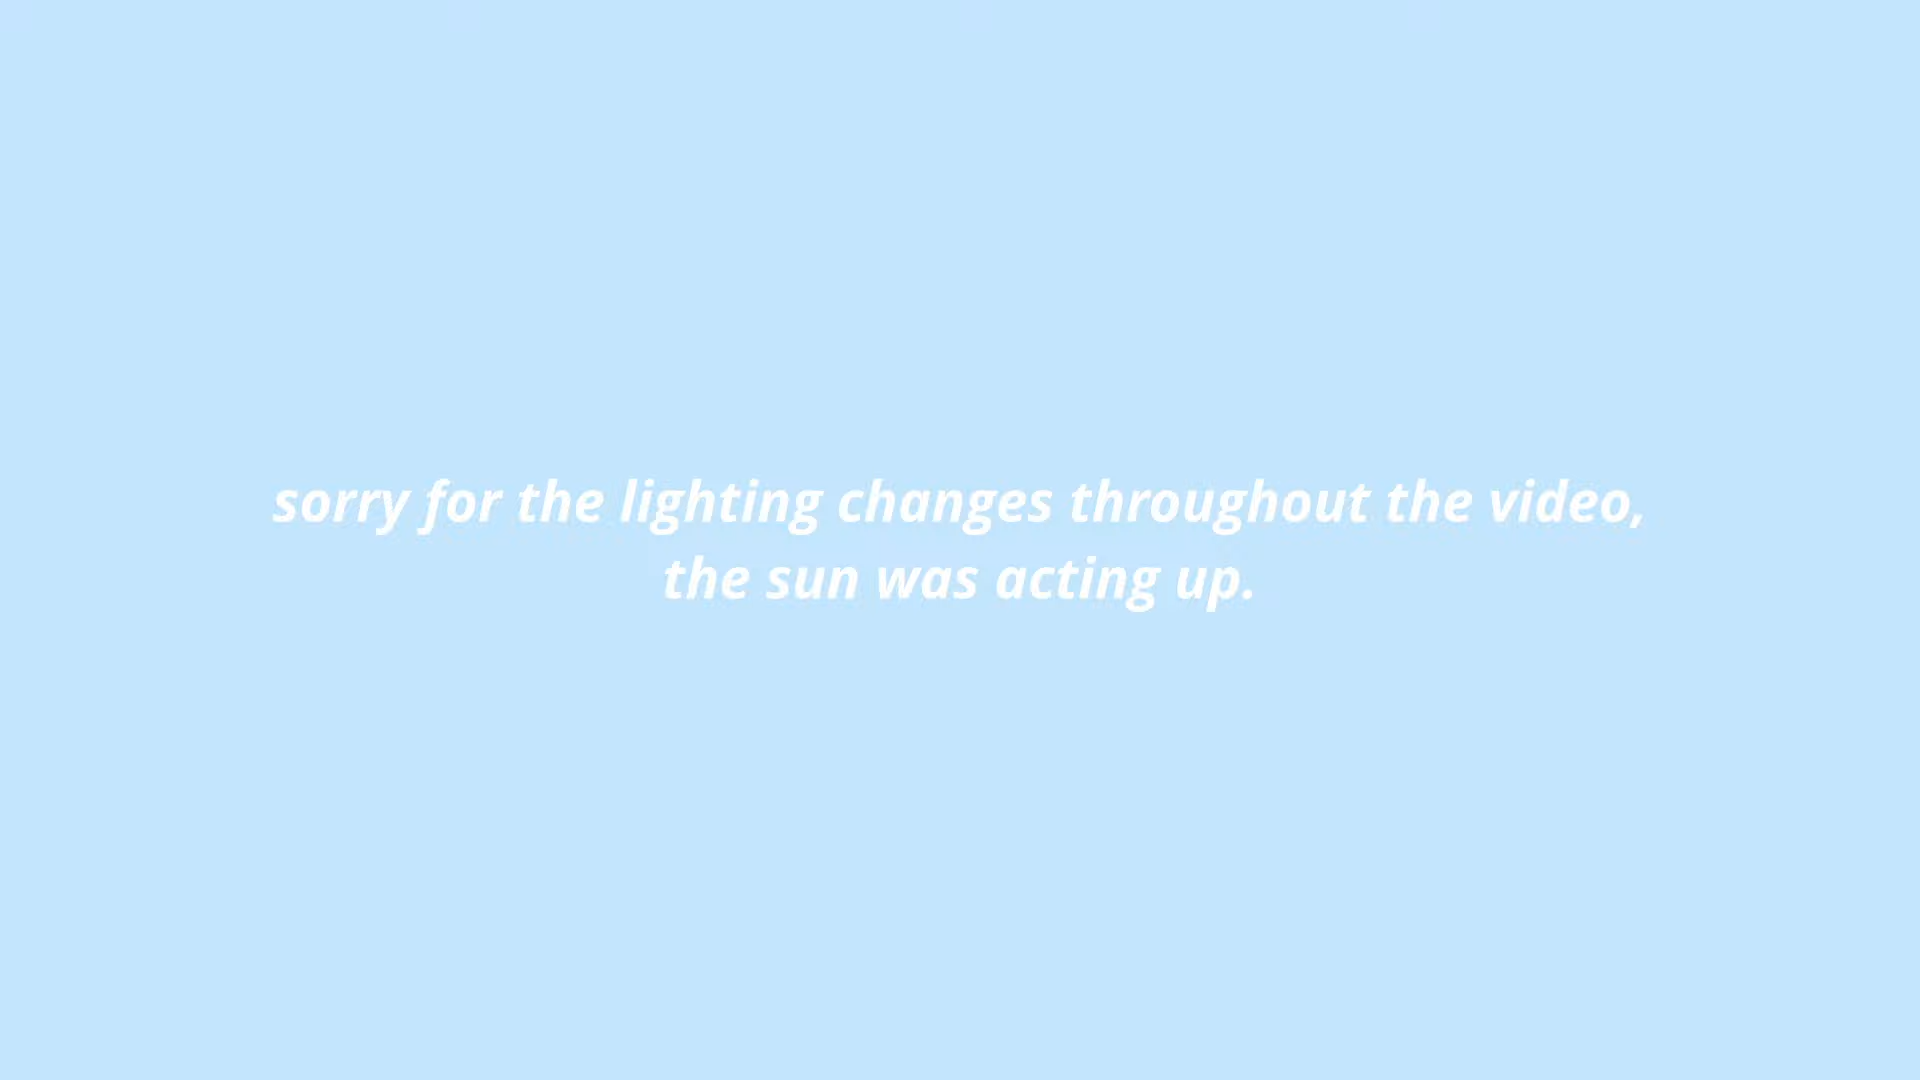 sorry for the lighting changes throughout the video,
the sun was acting up.